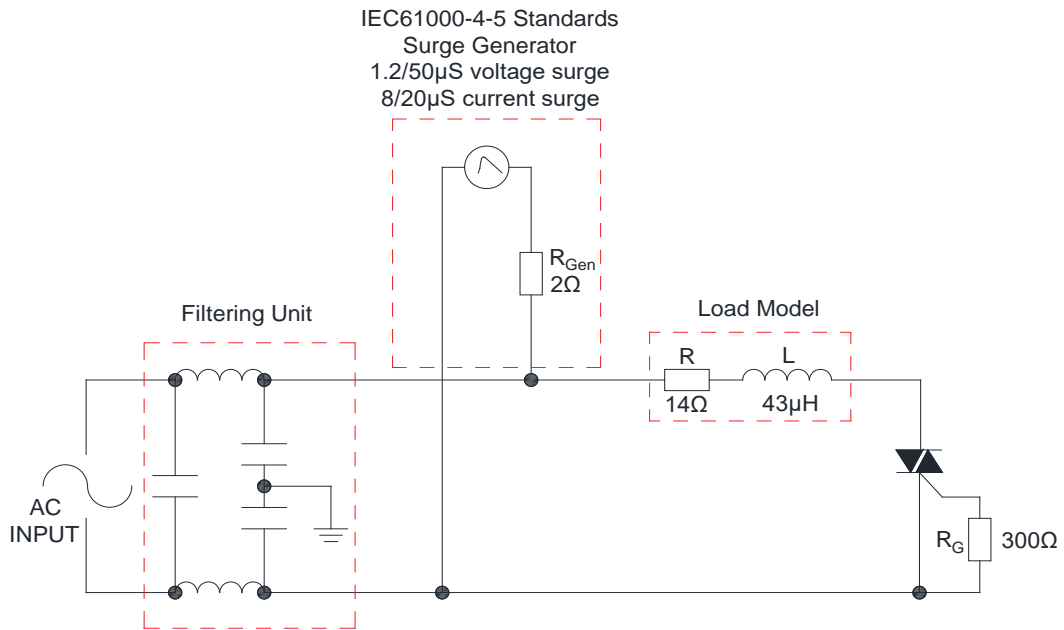 IEC61000-4-5 Standards
Surge Generator
1.2/50μS voltage surge
8/20μS current surge
RGen
2Ω
Filtering Unit
Load Model
R
L
14Ω
43μH
AC
INPUT
RG
300Ω